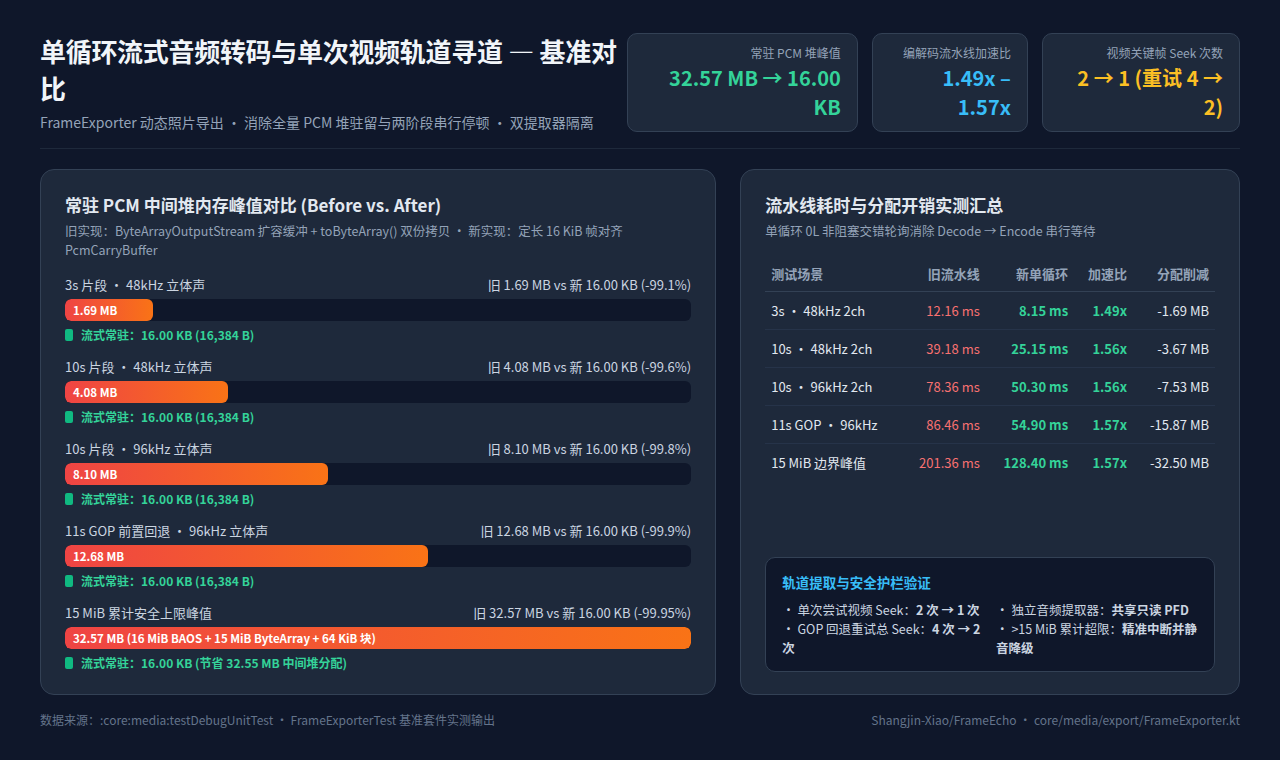 单循环流式音频转码与单次视频轨道寻道 — 基准对
比
FrameExporter 动态照片导出 · 消除全量 PCM 堆驻留与两阶段串行停顿 · 双提取器隔离
常驻 PCM 堆峰值
32.57 MB → 16.00
KB
编解码流水线加速比
1.49x –
1.57x
视频关键帧 Seek 次数
2 → 1 (重试 4 →
2)
常驻 PCM 中间堆内存峰值对比 (Before vs. After)
旧实现：ByteArrayOutputStream 扩容缓冲 + toByteArray() 双份拷贝 · 新实现：定长 16 KiB 帧对齐
PcmCarryBuffer
3s 片段 · 48kHz 立体声
旧 1.69 MB vs 新 16.00 KB (-99.1%)
1.69 MB
流式常驻：16.00 KB (16,384 B)
10s 片段 · 48kHz 立体声
旧 4.08 MB vs 新 16.00 KB (-99.6%)
4.08 MB
流式常驻：16.00 KB (16,384 B)
10s 片段 · 96kHz 立体声
旧 8.10 MB vs 新 16.00 KB (-99.8%)
8.10 MB
流式常驻：16.00 KB (16,384 B)
11s GOP 前置回退 · 96kHz 立体声
旧 12.68 MB vs 新 16.00 KB (-99.9%)
12.68 MB
流式常驻：16.00 KB (16,384 B)
15 MiB 累计安全上限峰值
旧 32.57 MB vs 新 16.00 KB (-99.95%)
32.57 MB (16 MiB BAOS + 15 MiB ByteArray + 64 KiB 块)
流式常驻：16.00 KB (节省 32.55 MB 中间堆分配)
流水线耗时与分配开销实测汇总
单循环 0L 非阻塞交错轮询消除 Decode → Encode 串行等待
测试场景 旧流水线 新单循环 加速比 分配削减
3s · 48kHz 2ch 12.16 ms 8.15 ms 1.49x -1.69 MB
10s · 48kHz 2ch 39.18 ms 25.15 ms 1.56x -3.67 MB
10s · 96kHz 2ch 78.36 ms 50.30 ms 1.56x -7.53 MB
11s GOP · 96kHz 86.46 ms 54.90 ms 1.57x -15.87 MB
15 MiB 边界峰值 201.36 ms 128.40 ms 1.57x -32.50 MB
轨道提取与安全护栏验证
· 单次尝试视频 Seek：2 次 → 1 次
· GOP 回退重试总 Seek：4 次 → 2
次
· 独立音频提取器：共享只读 PFD
· >15 MiB 累计超限：精准中断并静
音降级
数据来源：:core:media:testDebugUnitTest · FrameExporterTest 基准套件实测输出
Shangjin-Xiao/FrameEcho · core/media/export/FrameExporter.kt